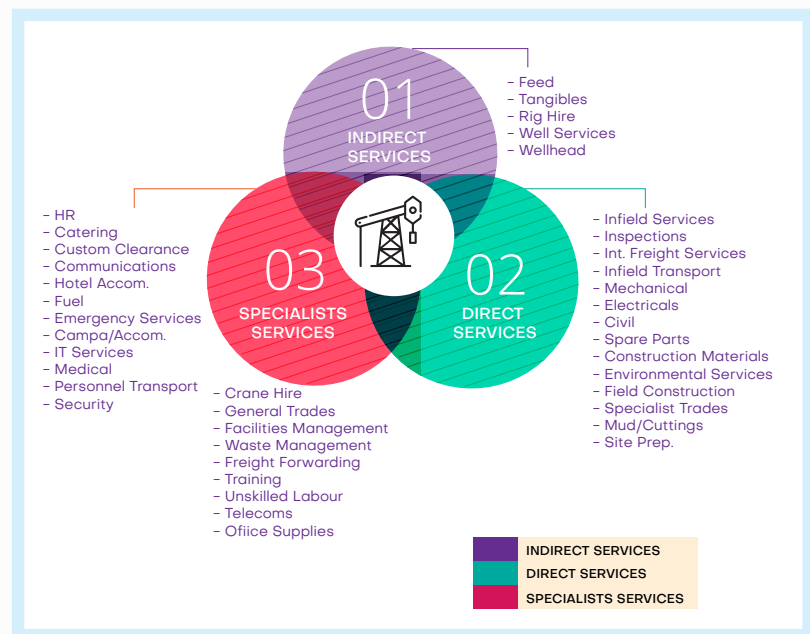 01
INDIRECT
SERVICES
- Feed
- Tangibles
- Rig Hire
- Well Services
- Wellhead
03
SPECIALISTS
SERVICES
02
DIRECT
SERVICES
- HR
- Catering
- Custom Clearance
- Communications
- Hotel Accom.
- Fuel
- Emergency Services
- Campa/Accom.
- IT Services
- Medical
- Personnel Transport
- Security
- Crane Hire
- General Trades
- Facilities Management
- Waste Management
- Freight Forwarding
- Training
- Unskilled Labour
- Telecoms
- Ofiice Supplies
- Infield Services
- Inspections
- Int. Freight Services
- Infield Transport
- Mechanical
- Electricals
- Civil
- Spare Parts
- Construction Materials
- Environmental Services
- Field Construction
- Specialist Trades
- Mud/Cuttings
- Site Prep.
INDIRECT SERVICES
DIRECT SERVICES
SPECIALISTS SERVICES